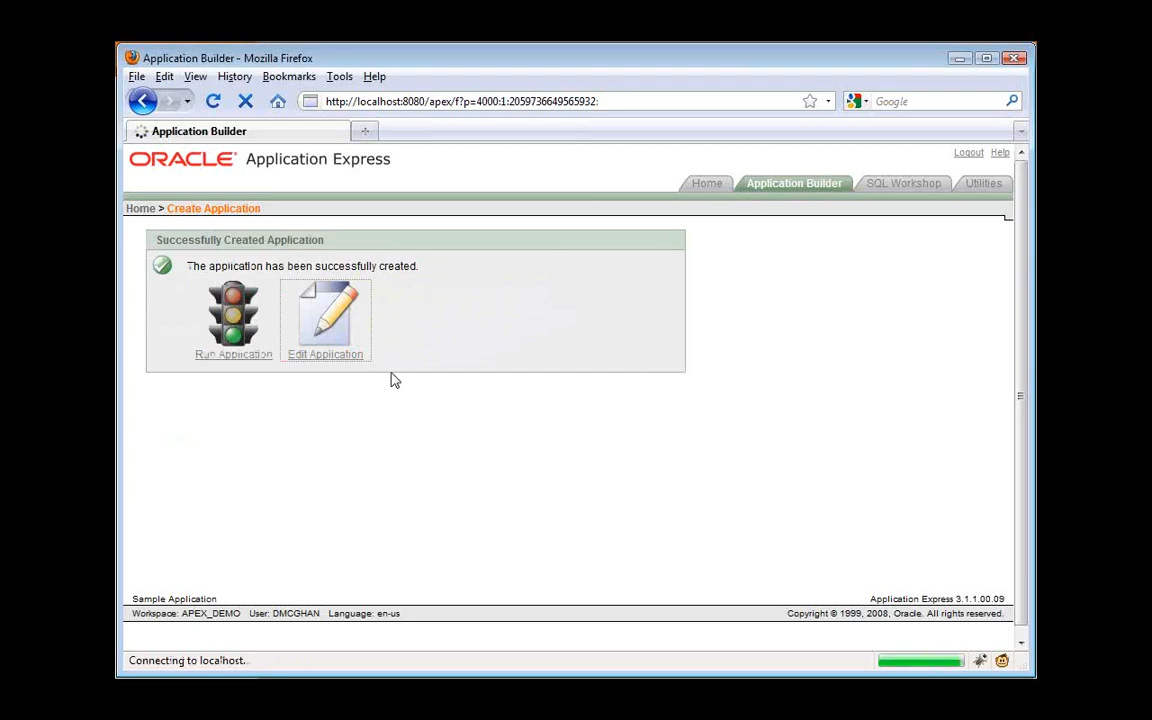 Application Builder - Mozilla Firefox
File Edit View History Bookmarks Tools Help
http://localhost:8080/apex/f?p=4000:1:2059736649565932:
Google
Application Builder
ORACLE Application Express
Logout Help
Home Application Builder SQL Workshop Utilities
Home > Create Application
Successfully Created Application
The application has been successfully created.
Run Application Edit Application
Sample Application Application Express 3.1.1.00.09
Workspace: APEX_DEMO User: DMCGHAN Language: en-us Copyright © 1999, 2008, Oracle. All rights reserved.
Connecting to localhost...